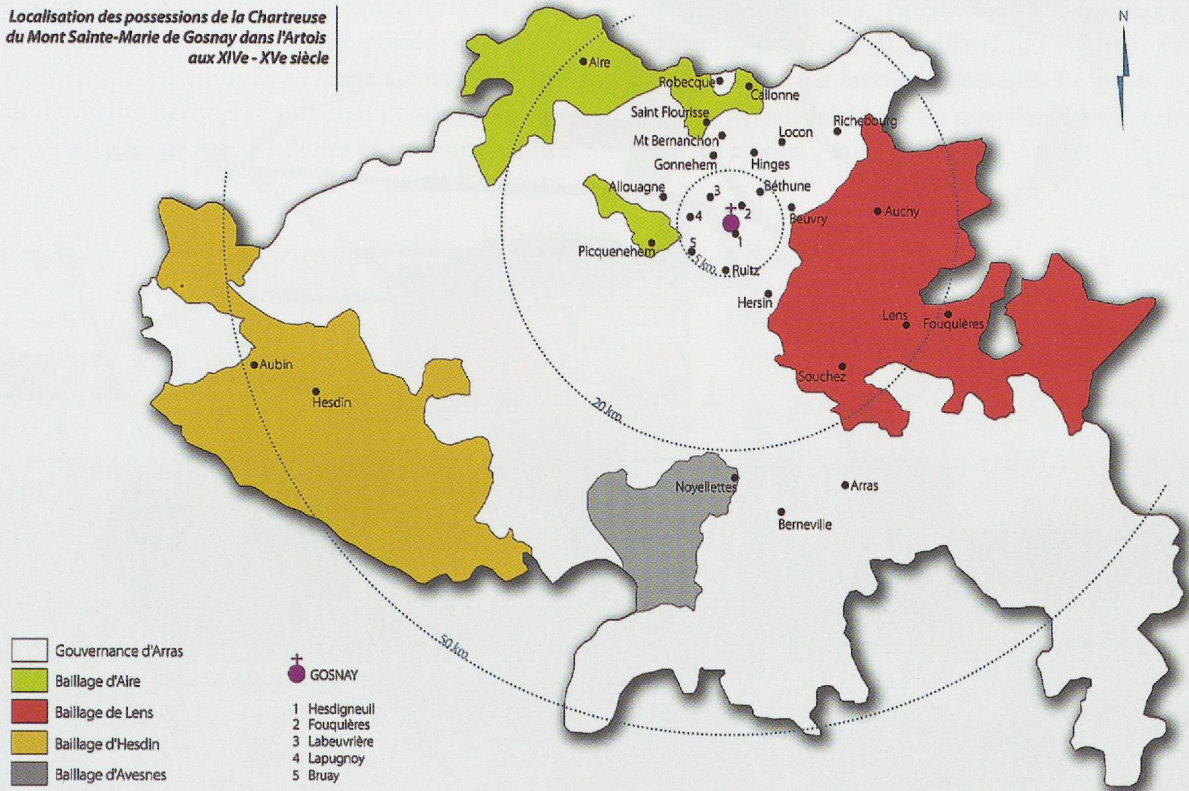 Localisation des possessions de la Chartreuse
du Mont Sainte-Marie de Gosnay dans l'Artois
aux XIVe - XVe siècle
N
Aire
Robecque
Callonne
Saint Flourisse
Mt Bernanchon
Locon
Richebourg
Gonnehem
Hinges
Allouagne
3
Béthune
4
2
Beuvry
Auchy
1
Picquenehem
5
5 km.
Ruitz
Hersin
Lens
Fouquières
Aubin
Souchez
Hesdin
20 km.
Noyellettes
Arras
Berneville
50 km.
Gouvernance d'Arras
Baillage d'Aire
Baillage de Lens
Baillage d'Hesdin
Baillage d'Avesnes
GOSNAY
1 Hesdigneuil
2 Fouquières
3 Labeuvrière
4 Lapugnoy
5 Bruay